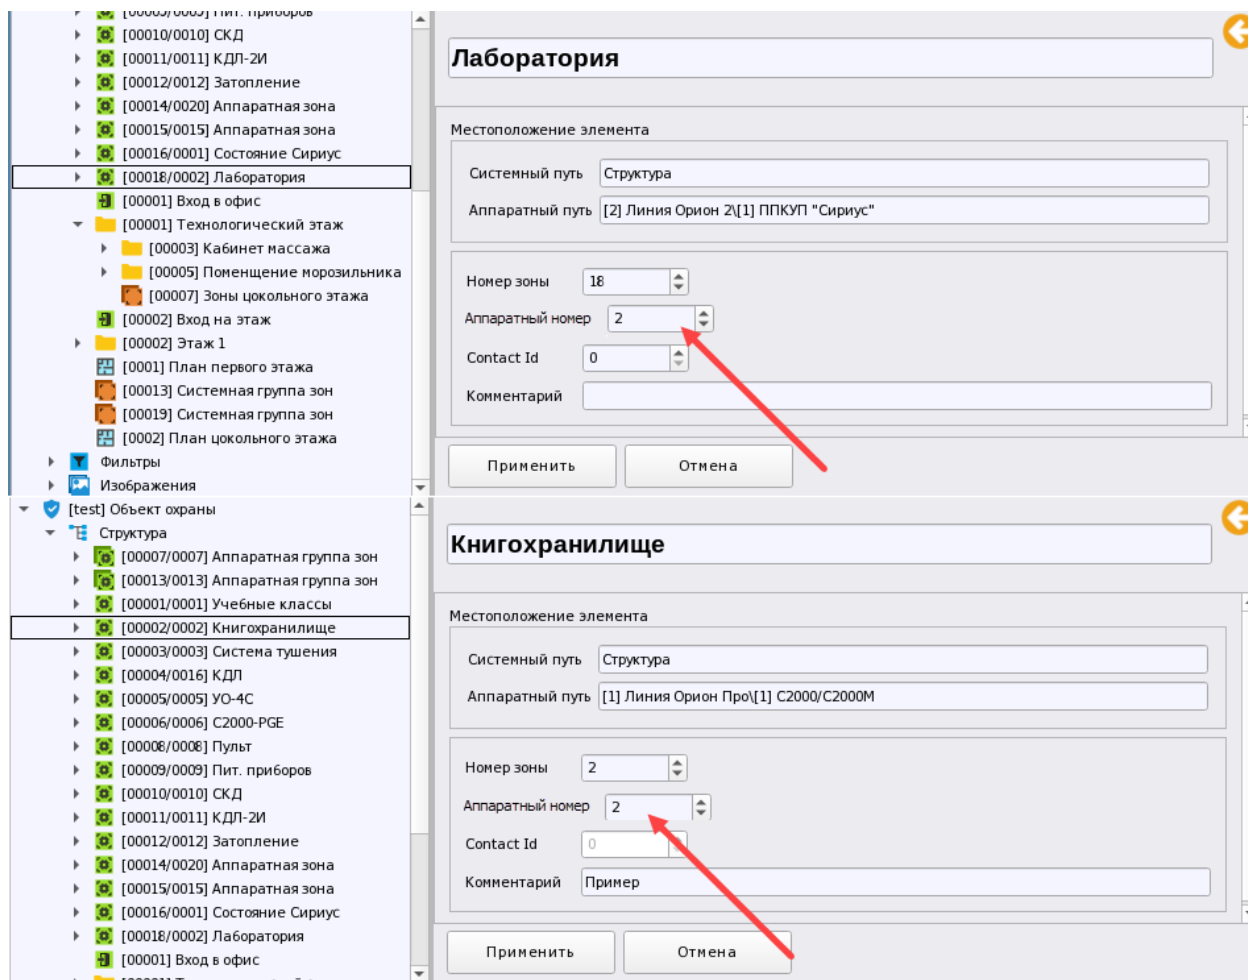 [00009/0009] Пит. приборов
[00010/0010] СКД
[00011/0011] КДЛ-2И
[00012/0012] Затопление
[00014/0020] Аппаратная зона
[00015/0015] Аппаратная зона
[00016/0001] Состояние Сириус
[00018/0002] Лаборатория
[00001] Вход в офис
[00001] Технологический этаж
[00003] Кабинет массажа
[00005] Поменщение морозильника
[00007] Зоны цокольного этажа
[00002] Вход на этаж
[00002] Этаж 1
[0001] План первого этажа
[00013] Системная группа зон
[00019] Системная группа зон
[0002] План цокольного этажа
Фильтры
Изображения
Лаборатория
Местоположение элемента
Системный путь Структура
Аппаратный путь [2] Линия Орион 2\[1] ППКУП "Сириус"
Номер зоны 18
Аппаратный номер 2
Contact Id 0
Комментарий
Применить Отмена
[test] Объект охраны
Структура
[00007/0007] Аппаратная группа зон
[00013/0013] Аппаратная группа зон
[00001/0001] Учебные классы
[00002/0002] Книгохранилище
[00003/0003] Система тушения
[00004/0016] КДЛ
[00005/0005] УО-4С
[00006/0006] С2000-PGE
[00008/0008] Пульт
[00009/0009] Пит. приборов
[00010/0010] СКД
[00011/0011] КДЛ-2И
[00012/0012] Затопление
[00014/0020] Аппаратная зона
[00015/0015] Аппаратная зона
[00016/0001] Состояние Сириус
[00018/0002] Лаборатория
[00001] Вход в офис
Книгохранилище
Местоположение элемента
Системный путь Структура
Аппаратный путь [1] Линия Орион Про\[1] С2000/С2000М
Номер зоны 2
Аппаратный номер 2
Contact Id 0
Комментарий Пример
Применить Отмена